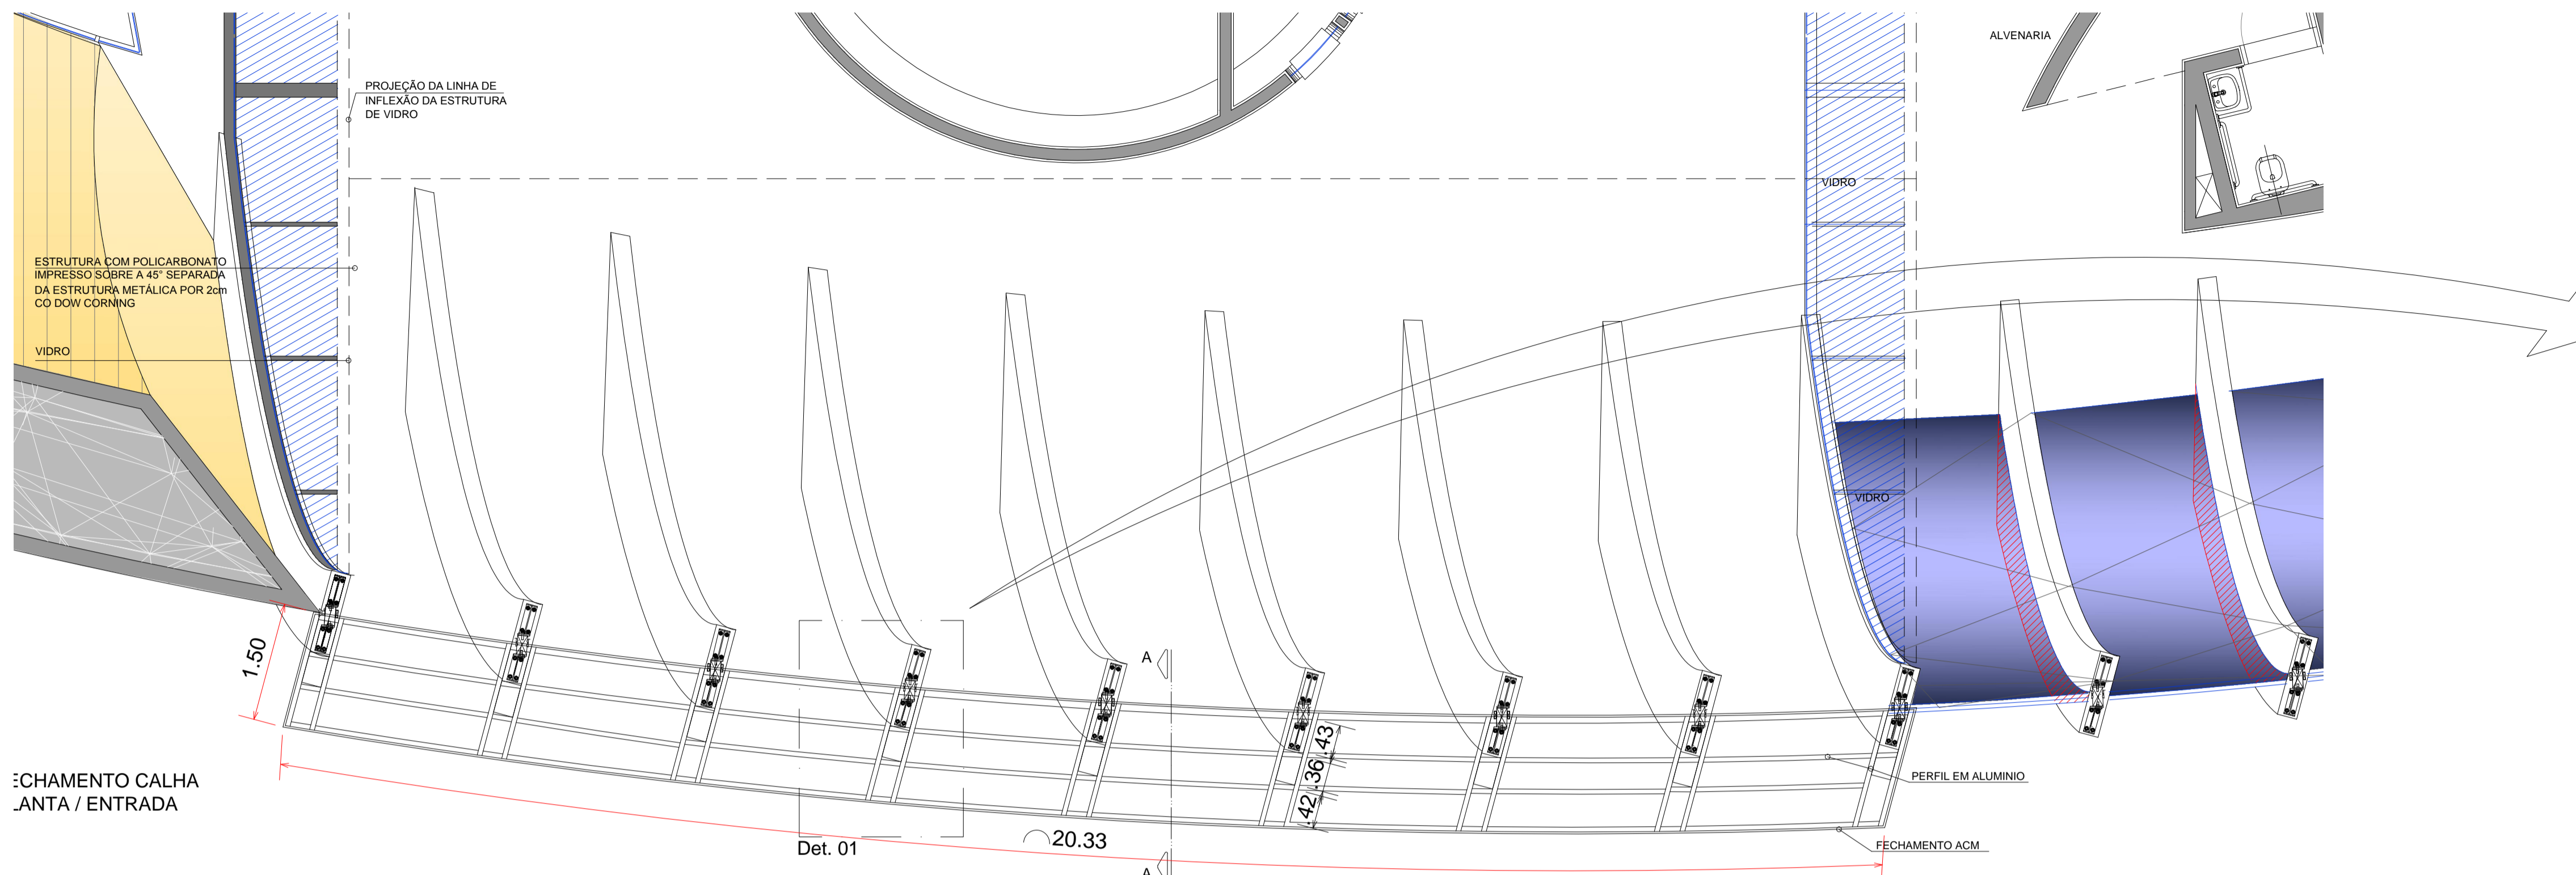 ALVENARIA
PROJEÇÃO DA LINHA DE
INFLEXÃO DA ESTRUTURA
DE VIDRO
VIDRO
ESTRUTURA COM POLICARBONATO
IMPRESSO SOBRE A 45° SEPARADA
DA ESTRUTURA METÁLICA POR 2cm
CO DOW CORNING
VIDRO
VIDRO
1.50
A
.43
.36
.42
PERFIL EM ALUMINIO
ECHAMENTO CALHA
LANTA / ENTRADA
Det. 01
20.33
FECHAMENTO ACM
A